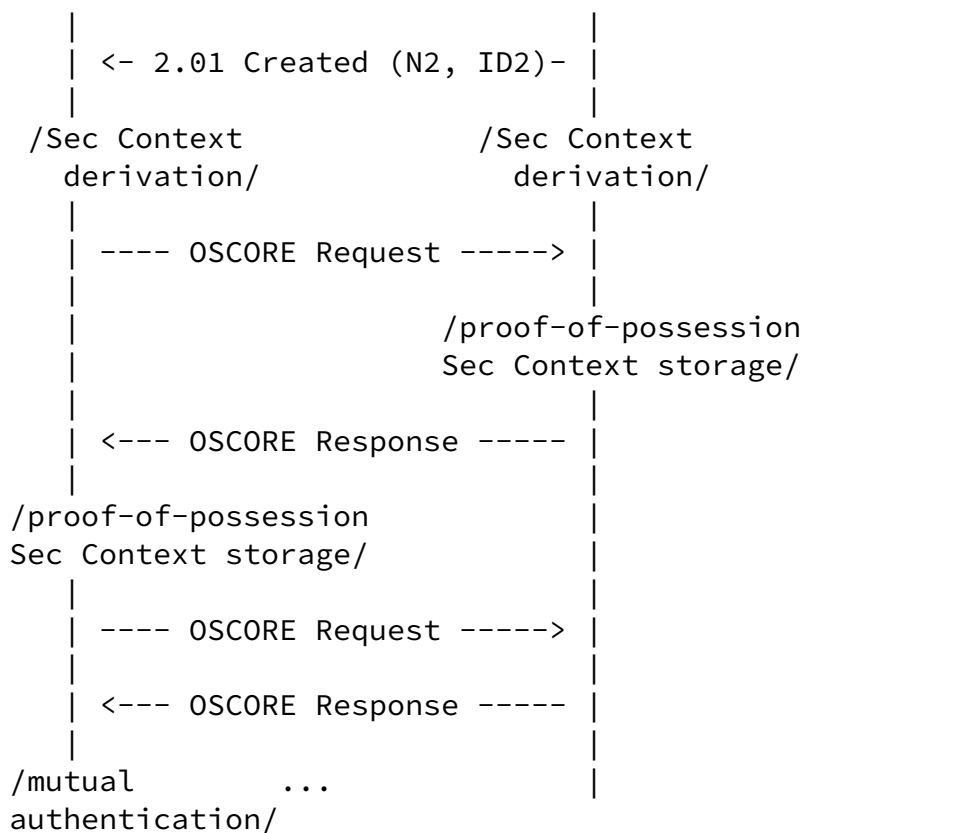 |                            |
     | <- 2.01 Created (N2, ID2)- |
     |                            |
  /Sec Context             /Sec Context
    derivation/              derivation/
     |                            |
     | ---- OSCORE Request -----> |
     |                            |
     |                  /proof-of-possession
     |                  Sec Context storage/
     |                            |
     | <--- OSCORE Response ----- |
     |                            |
 /proof-of-possession             |
 Sec Context storage/             |
     |                            |
     | ---- OSCORE Request -----> |
     |                            |
     | <--- OSCORE Response ----- |
     |                            |
 /mutual        ...               |
 authentication/